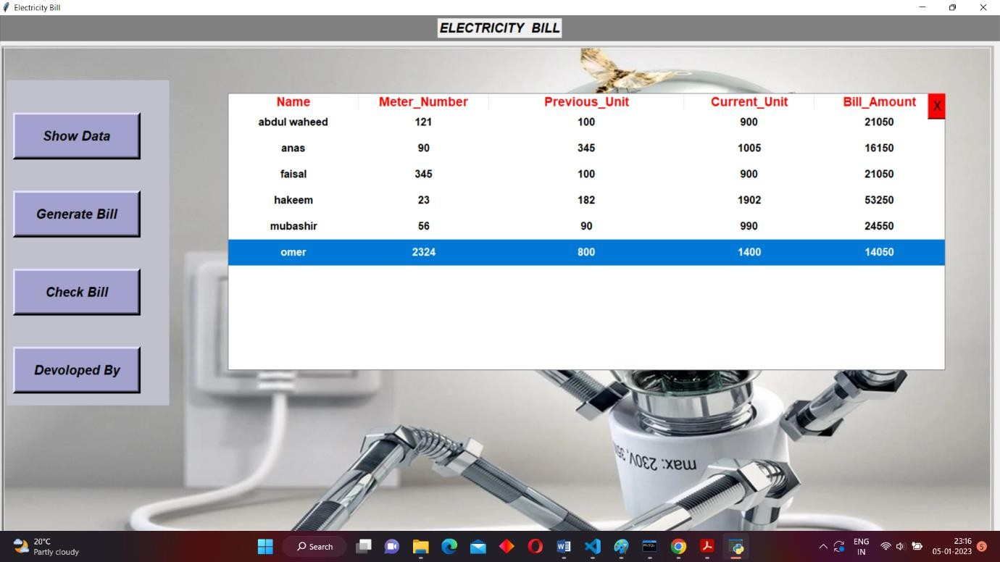 Electricity Bill
ELECTRICITY BILL
Show Data
Generate Bill
Check Bill
Devoloped By
Name Meter_Number Previous_Unit Current_Unit Bill_Amount X
abdul waheed 121 100 900 21050
anas 90 345 1005 16150
faisal 345 100 900 21050
hakeem 23 182 1902 53250
mubashir 56 90 990 24550
omer 2324 800 1400 14050
max: 230V,
20°C
Partly cloudy
Search
ENG
IN
23:16
05-01-2023
5